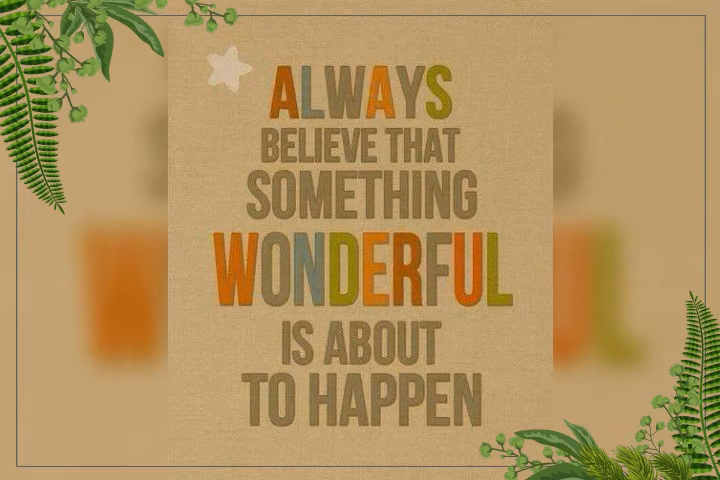 ALWAYS
BELIEVE THAT
SOMETHING
WONDERFUL
IS ABOUT
TO HAPPEN